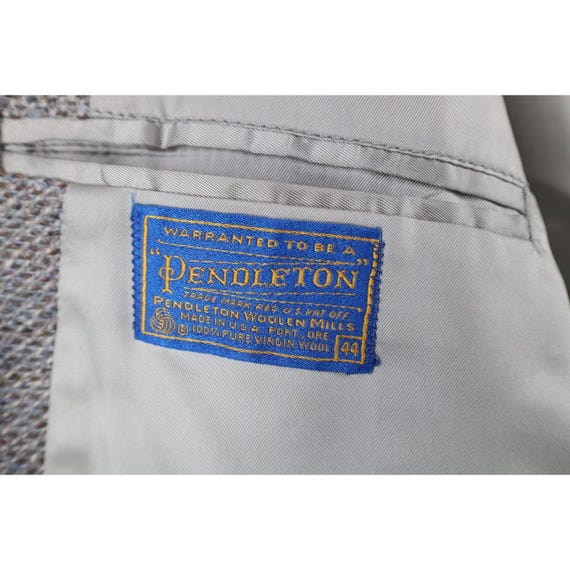 WARRANTED TO BE A
"PENDLETON"
TRADE MARK REG. U.S. PAT. OFF.
PENDLETON WOOLEN MILLS
MADE IN U.S.A. PORT., ORE.
R 100% PURE VIRGIN WOOL 44